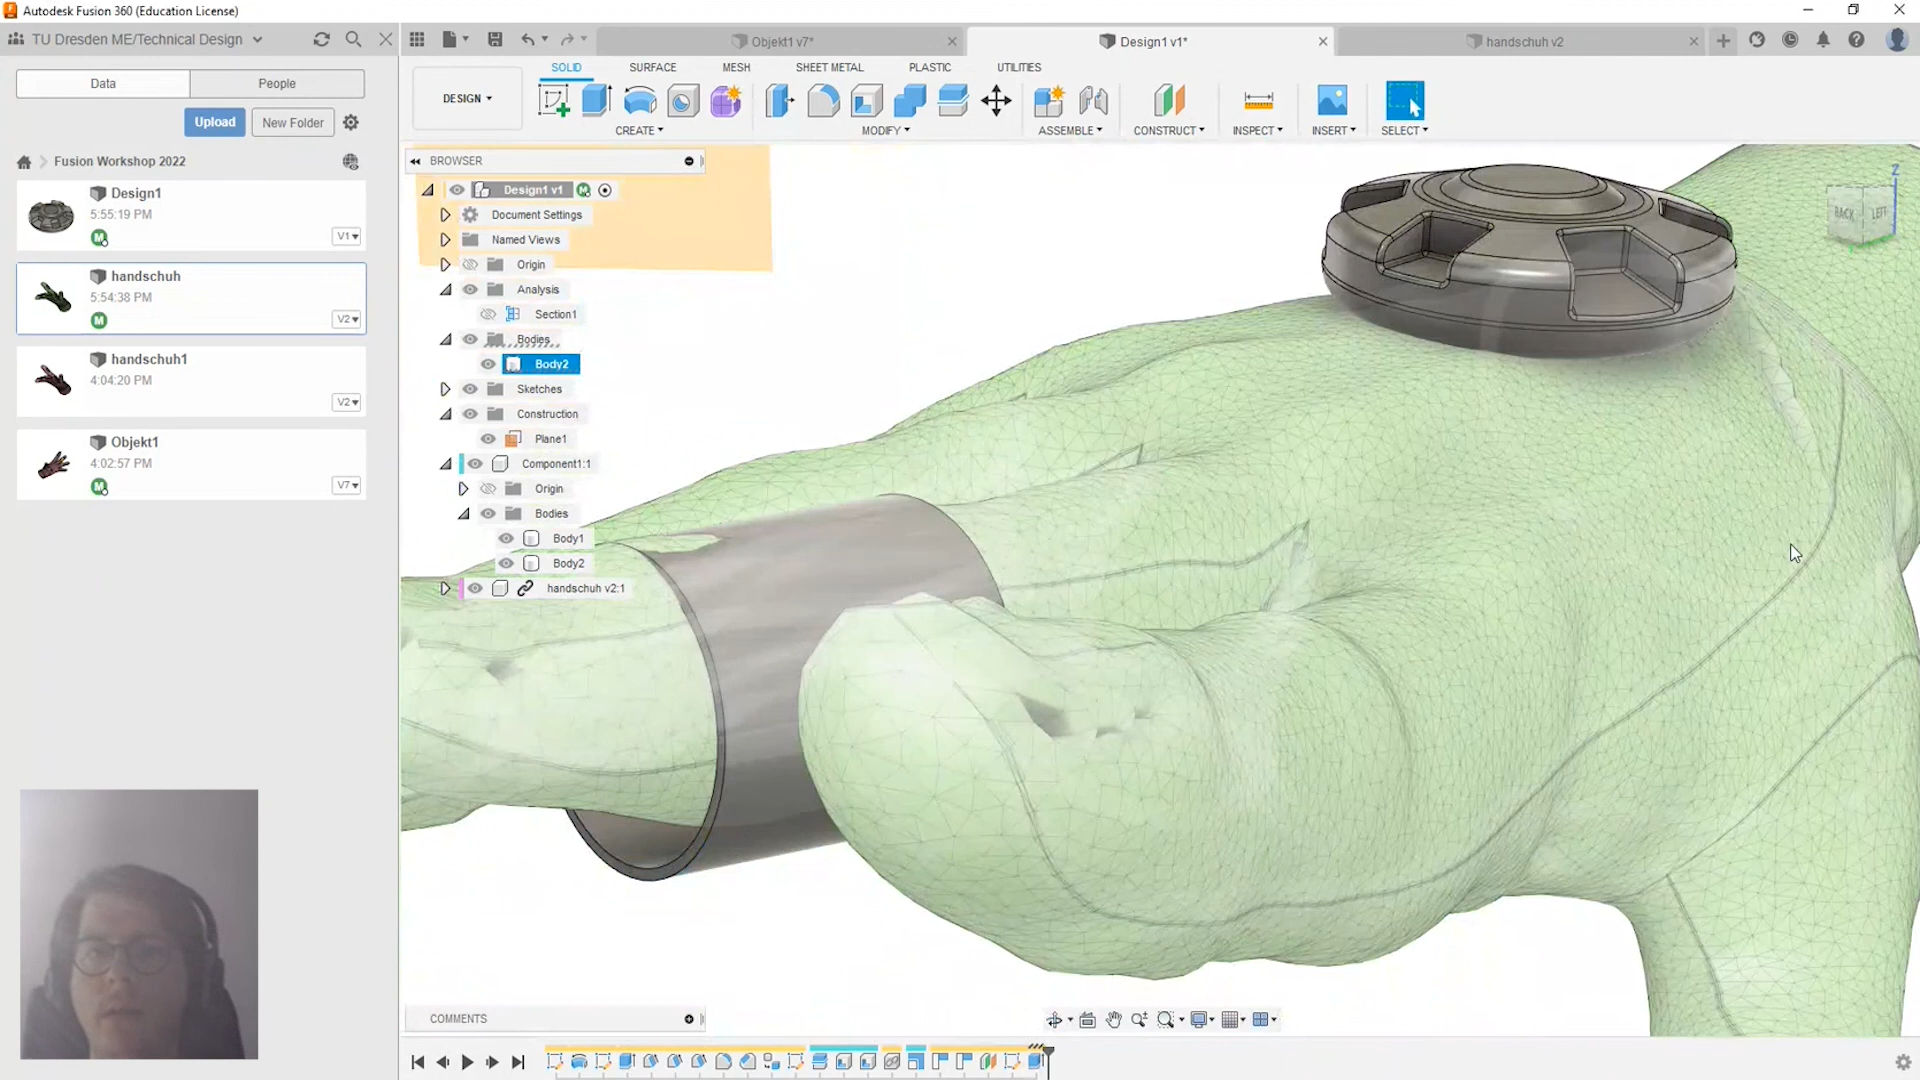 Autodesk Fusion 360 (Education License)
TU Dresden ME/Technical Design
Objekt1 v7*
Design1 v1*
handschuh v2
Data
People
Upload
New Folder
Fusion Workshop 2022
Design1
5:55:19 PM
V1
handschuh
5:54:38 PM
V2
handschuh1
4:04:20 PM
V2
Objekt1
4:02:57 PM
V7
SOLID
SURFACE
MESH
SHEET METAL
PLASTIC
UTILITIES
DESIGN
CREATE
MODIFY
ASSEMBLE
CONSTRUCT
INSPECT
INSERT
SELECT
BROWSER
Design1 v1
Document Settings
Named Views
Origin
Analysis
Section1
Bodies
Body2
Sketches
Construction
Plane1
Component1:1
Origin
Bodies
Body1
Body2
handschuh v2:1
Z
BACK
LEFT
COMMENTS